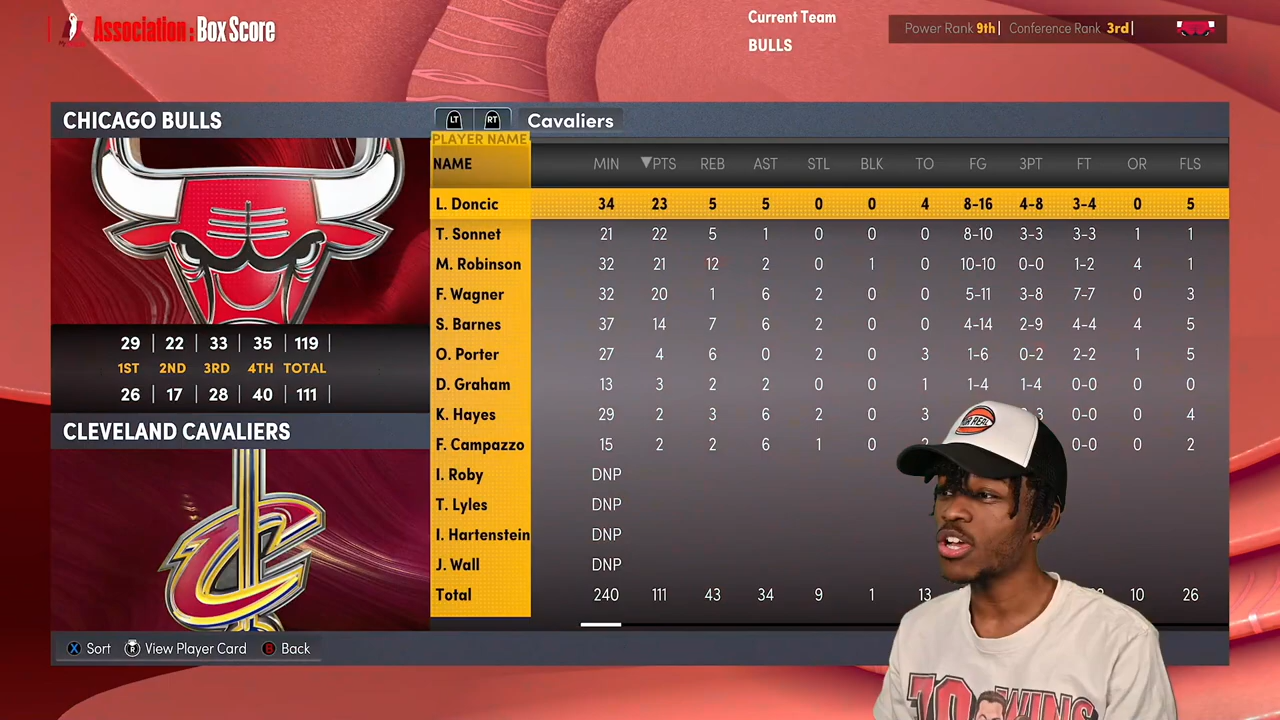 Association : Box Score
Current Team
BULLS
Power Rank 9th | Conference Rank 3rd |
CHICAGO BULLS
29 | 22 | 33 | 35 | 119 |
1ST 2ND 3RD 4TH TOTAL
26 | 17 | 28 | 40 | 111 |
CLEVELAND CAVALIERS
LT RT Cavaliers
PLAYER NAME
NAME MIN ▼PTS REB AST STL BLK TO FG 3PT FT OR FLS
L. Doncic 34 23 5 5 0 0 4 8-16 4-8 3-4 0 5
T. Sonnet 21 22 5 1 0 0 0 8-10 3-3 3-3 1 1
M. Robinson 32 21 12 2 0 1 0 10-10 0-0 1-2 4 1
F. Wagner 32 20 1 6 2 0 0 5-11 3-8 7-7 0 3
S. Barnes 37 14 7 6 2 0 0 4-14 2-9 4-4 4 5
O. Porter 27 4 6 0 2 0 3 1-6 0-2 2-2 1 5
D. Graham 13 3 2 2 0 0 1 1-4 1-4 0-0 0 0
K. Hayes 29 2 3 6 2 0 3 0-0 0 4
F. Campazzo 15 2 2 6 1 0 0-0 0 2
I. Roby DNP
T. Lyles DNP
I. Hartenstein DNP
J. Wall DNP
Total 240 111 43 34 9 1 13 10 26
X Sort R View Player Card B Back
WINS